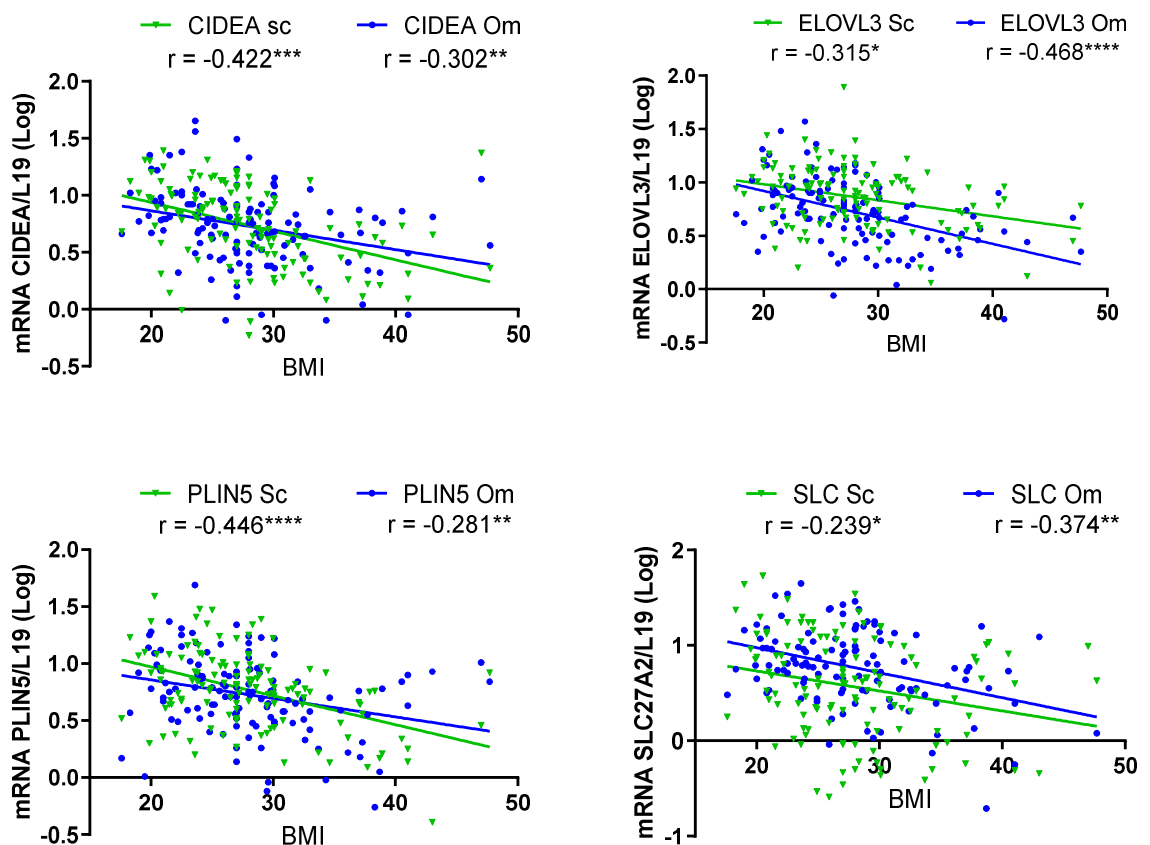 CIDEA sc CIDEA Om
r = -0.422*** r = -0.302**
mRNA CIDEA/L19 (Log)
2.0
1.5
1.0
0.5
0.0
-0.5
20 30 40 50
BMI
ELOVL3 Sc ELOVL3 Om
r = -0.315* r = -0.468****
mRNA ELOVL3/L19 (Log)
2.0
1.5
1.0
0.5
0.0
-0.5
20 30 40 50
BMI
PLIN5 Sc PLIN5 Om
r = -0.446**** r = -0.281**
mRNA PLIN5/L19 (Log)
2.0
1.5
1.0
0.5
0.0
-0.5
20 30 40 50
BMI
SLC Sc SLC Om
r = -0.239* r = -0.374**
mRNA SLC27A2/L19 (Log)
2
1
0
-1
20 30 40 50
BMI